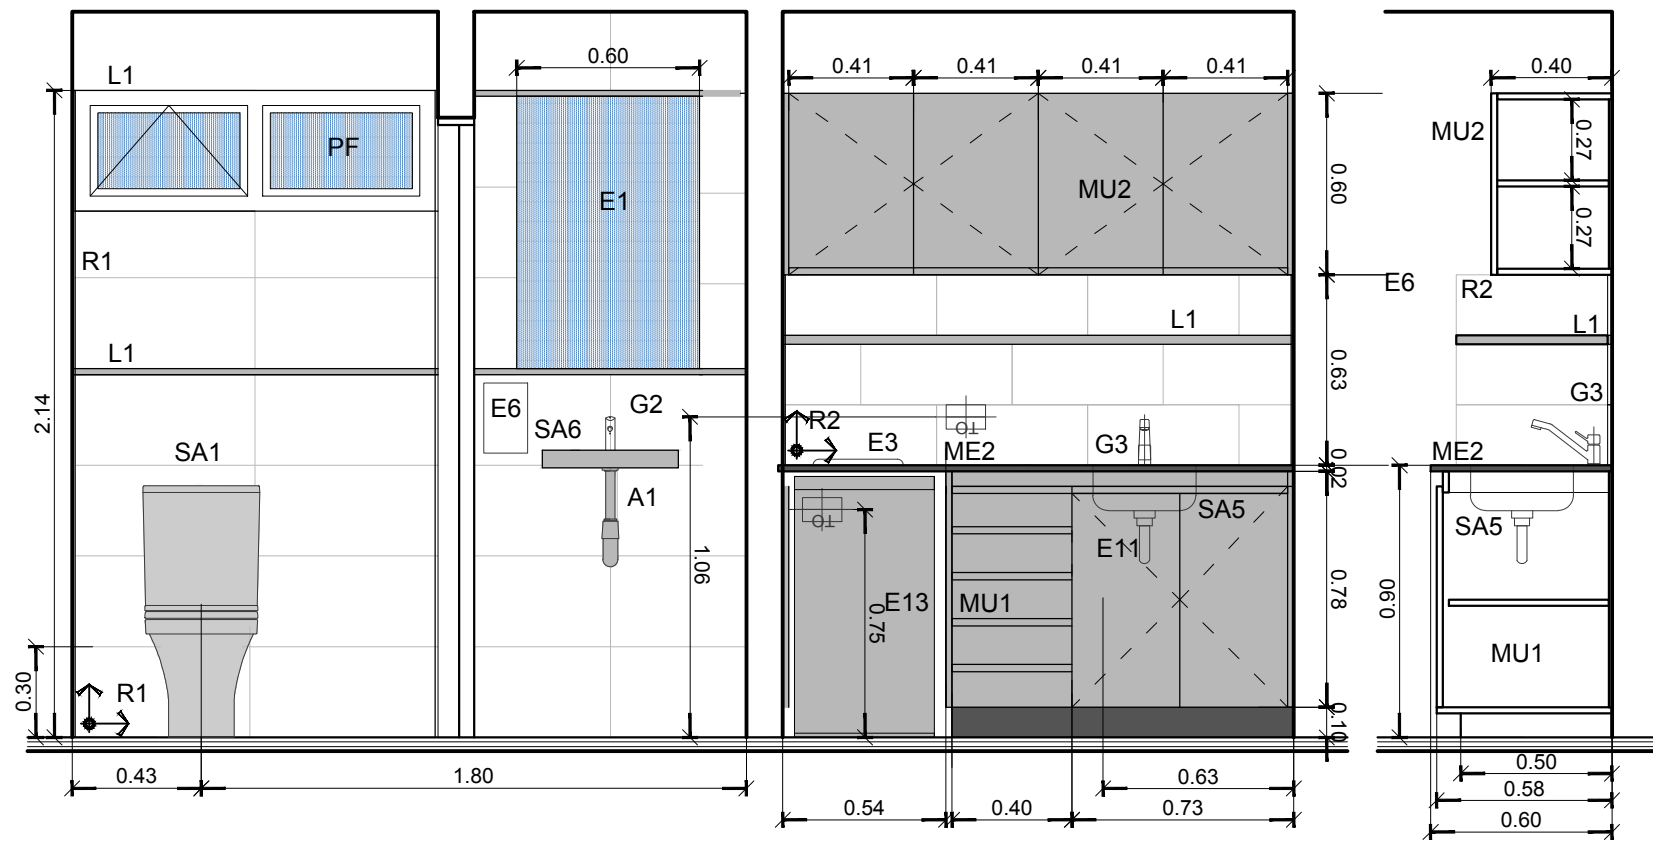 0.60
0.41
0.41
0.41
0.41
0.40
L1
PF
E1
MU2
MU2
0.27
0.27
0.60
R1
E6
R2
L1
L1
L1
0.63
2.14
E6
G2
SA6
R2
TO
G3
SA1
E3
ME2
G3
ME2
0.02
A1
TO
SA5
SA5
E11
1.06
E13
0.75
MU1
0.78
0.90
MU1
0.30
R1
0.10
0.43
1.80
0.63
0.50
0.54
0.40
0.73
0.58
0.60